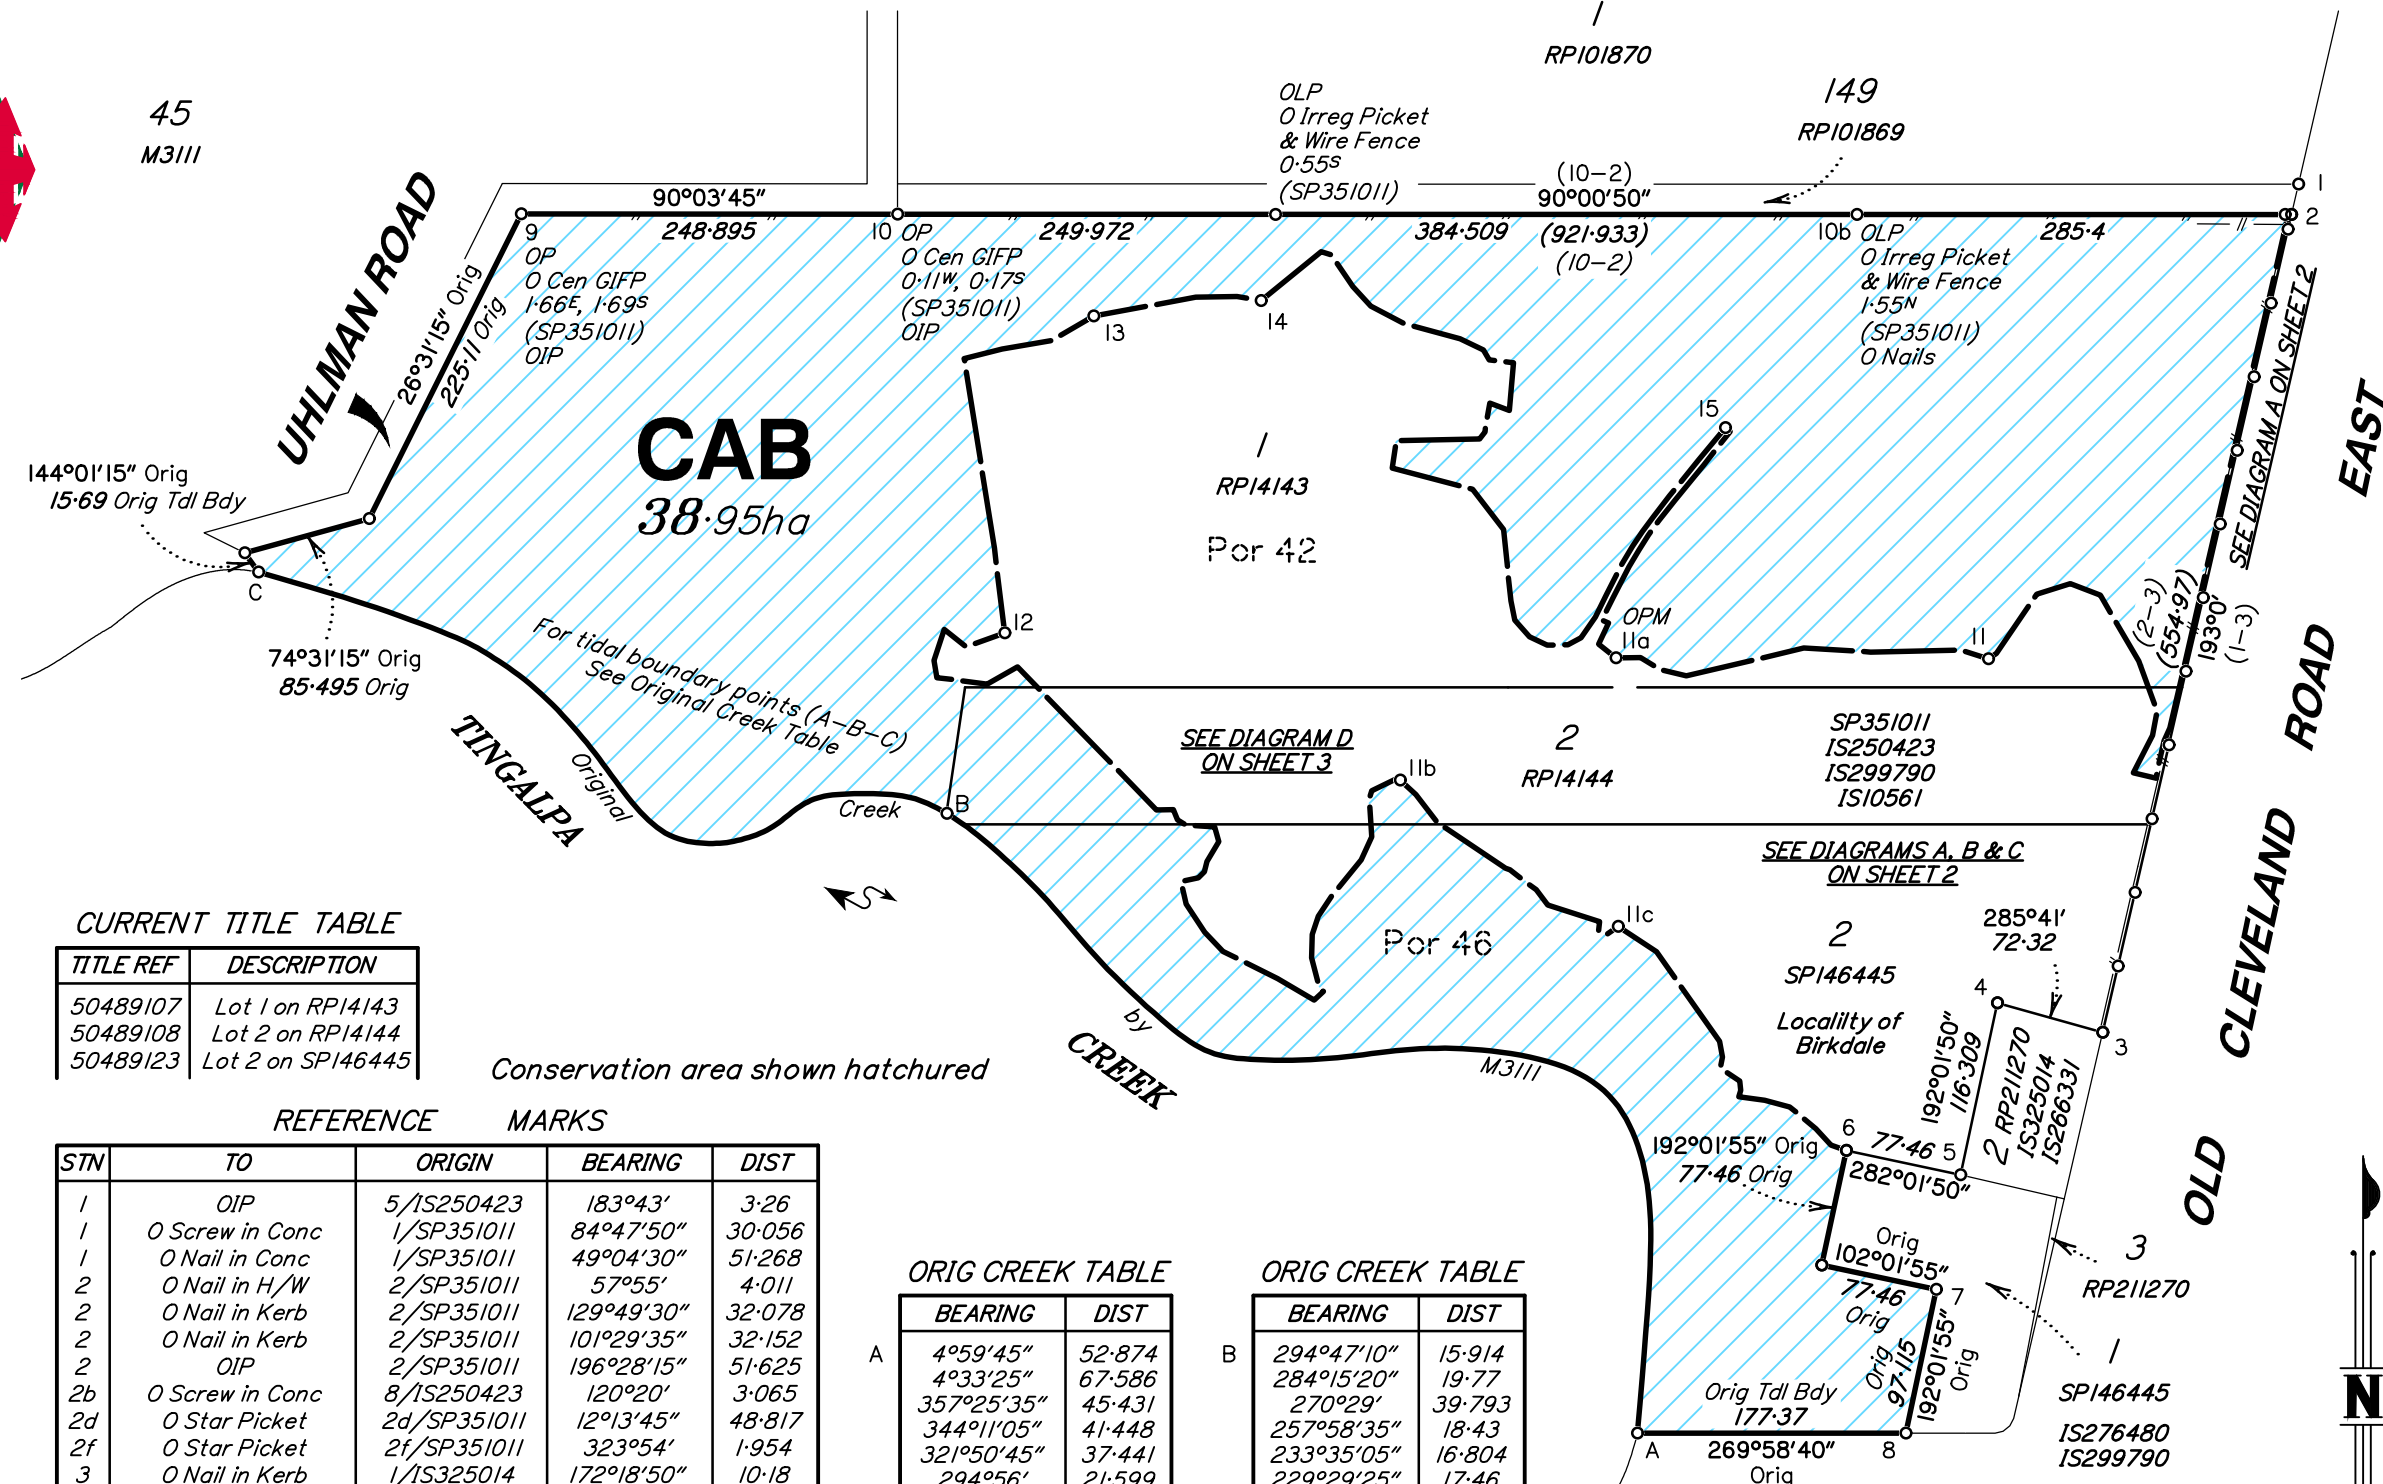 45
M3111
UHLMAN ROAD
1
RP101870
149
RP101869
OLP
O Irreg Picket
& Wire Fence
0·55S
(SP351011)
(10-2)
90°00'50"
90°03'45"
248·895
249·972
384·509
(921·933)
(10-2)
285·4
1
2
9
OP
O Cen GIFP
1·66E, 1·69S
(SP351011)
OIP
10
OP
O Cen GIFP
0·11W, 0·17S
(SP351011)
OIP
10b
OLP
O Irreg Picket
& Wire Fence
1·55N
(SP351011)
O Nails
26°31'15" Orig
225·11 Orig
13
14
15
CAB
38·95ha
1
RP14143
Por 42
SEE DIAGRAM A ON SHEET 2
144°01'15" Orig
15·69 Orig Tdl Bdy
C
74°31'15" Orig
85·495 Orig
For tidal boundary points (A-B-C)
See Original Creek Table
12
OPM
11a
11
(2-3)
(554·97)
193°0'
(1-3)
OLD CLEVELAND ROAD EAST
TINGALPA
CREEK
Original
Creek
by
M3111
B
SEE DIAGRAM D
ON SHEET 3
2
RP14144
SP351011
IS250423
IS299790
IS10561
11b
SEE DIAGRAMS A, B & C
ON SHEET 2
11c
Por 46
2
SP146445
Localilty of
Birkdale
285°41'
72·32
4
3
192°01'50"
116·309
2 RP211270
IS325014
IS266331
6
77·46
5
282°01'50"
192°01'55" Orig
77·46 Orig
Orig
102°01'55"
77·46
Orig
7
Orig
97·115
192°01'55"
Orig
3
RP211270
1
SP146445
IS276480
IS299790
Orig Tdl Bdy
177·37
A
269°58'40"
8
Orig
N
CURRENT TITLE TABLE
TITLE REF DESCRIPTION
50489107 Lot 1 on RP14143
50489108 Lot 2 on RP14144
50489123 Lot 2 on SP146445
Conservation area shown hatchured
REFERENCE MARKS
STN TO ORIGIN BEARING DIST
1 OIP 5/IS250423 183°43' 3·26
1 O Screw in Conc 1/SP351011 84°47'50" 30·056
1 O Nail in Conc 1/SP351011 49°04'30" 51·268
2 O Nail in H/W 2/SP351011 57°55' 4·011
2 O Nail in Kerb 2/SP351011 129°49'30" 32·078
2 O Nail in Kerb 2/SP351011 101°29'35" 32·152
2 OIP 2/SP351011 196°28'15" 51·625
2b O Screw in Conc 8/IS250423 120°20' 3·065
2d O Star Picket 2d/SP351011 12°13'45" 48·817
2f O Star Picket 2f/SP351011 323°54' 1·954
3 O Nail in Kerb 1/IS325014 172°18'50" 10·18
ORIG CREEK TABLE
BEARING DIST
A 4°59'45" 52·874
4°33'25" 67·586
357°25'35" 45·431
344°11'05" 41·448
321°50'45" 37·441
294°56' 21·599
ORIG CREEK TABLE
BEARING DIST
B 294°47'10" 15·914
284°15'20" 19·77
270°29' 39·793
257°58'35" 18·43
233°35'05" 16·804
229°29'25" 17·46